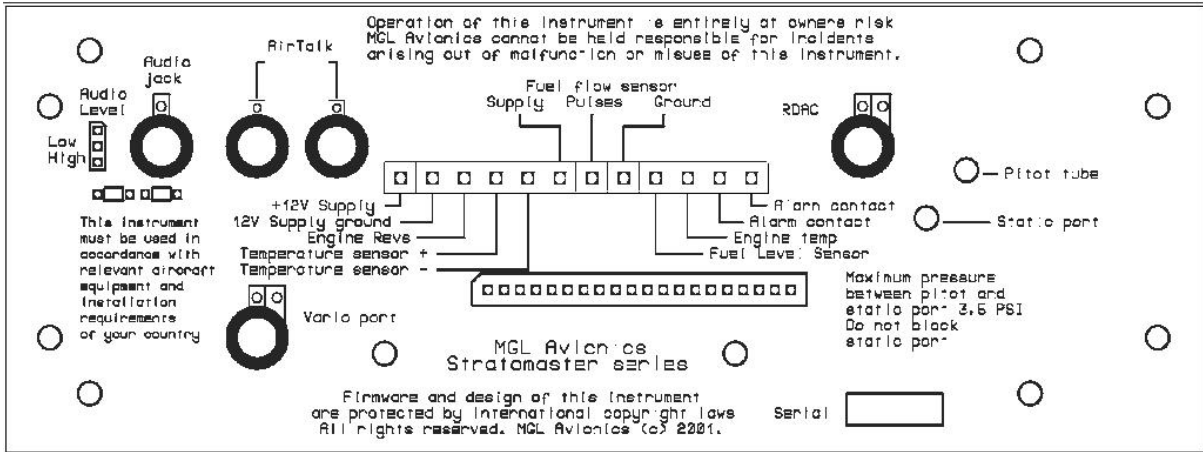 Operation of this instrument is entirely at owners risk
MGL Avionics cannot be held responsible for incidents
arising out of malfunction or misuse of this instrument.
AirTalk
Audio
jack
Audio
Level
Low
High
Fuel flow sensor
Supply Pulses Ground
RDAC
Pitot tube
Static port
+12V Supply
12V Supply ground
Engine Revs
Temperature sensor +
Temperature sensor -
Alarm contact
Alarm contact
Engine temp
Fuel Level Sensor
This instrument
must be used in
accordance with
relevant aircraft
equipment and
installation
requirements
of your country
Vario port
Maximum pressure
between pitot and
static port 3.5 PSI
Do not block
static port
MGL Avionics
Stratomaster series
Firmware and design of this instrument
are protected by international copyright laws
All rights reserved. MGL Avionics (c) 2001.
Serial